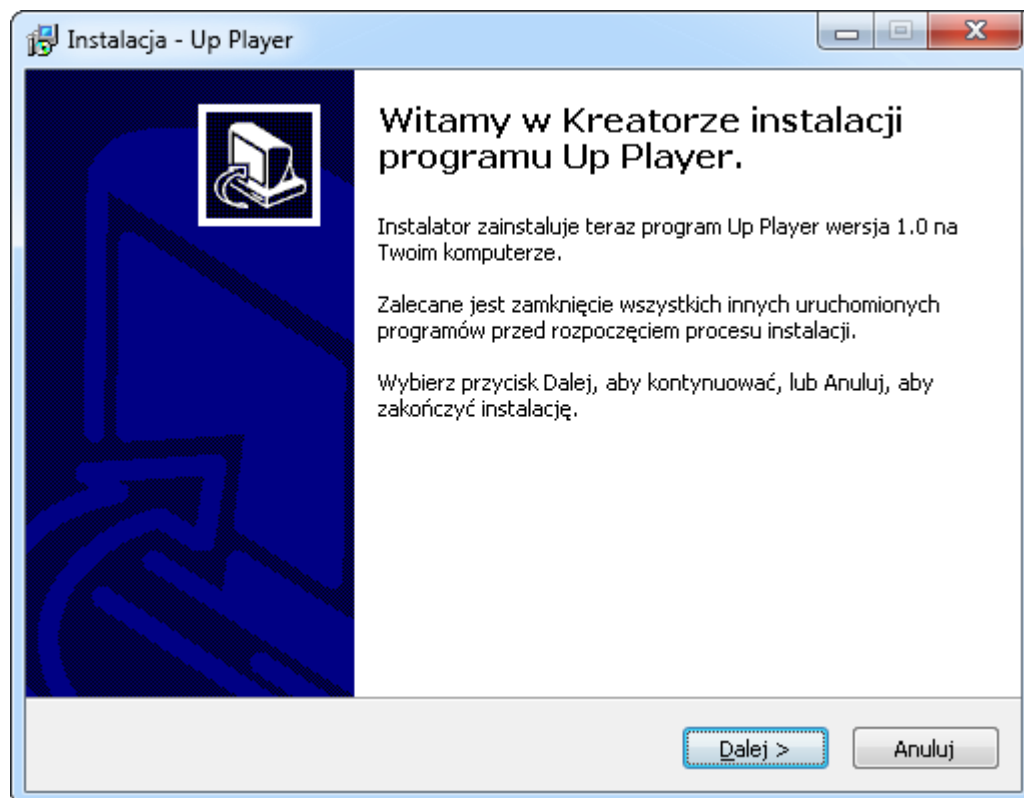 Instalacja - Up Player
Witamy w Kreatorze instalacji
programu Up Player.
Instalator zainstaluje teraz program Up Player wersja 1.0 na
Twoim komputerze.
Zalecane jest zamknięcie wszystkich innych uruchomionych
programów przed rozpoczęciem procesu instalacji.
Wybierz przycisk Dalej, aby kontynuować, lub Anuluj, aby
zakończyć instalację.
Dalej > Anuluj